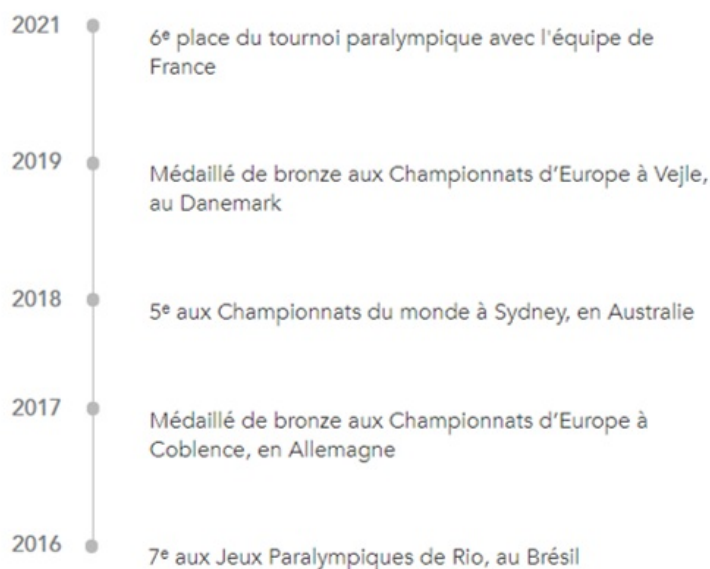 2021
6ᵉ place du tournoi paralympique avec l'équipe de
France
2019
Médaillé de bronze aux Championnats d’Europe à Vejle,
au Danemark
2018
5ᵉ aux Championnats du monde à Sydney, en Australie
2017
Médaillé de bronze aux Championnats d’Europe à
Coblence, en Allemagne
2016
7ᵉ aux Jeux Paralympiques de Rio, au Brésil